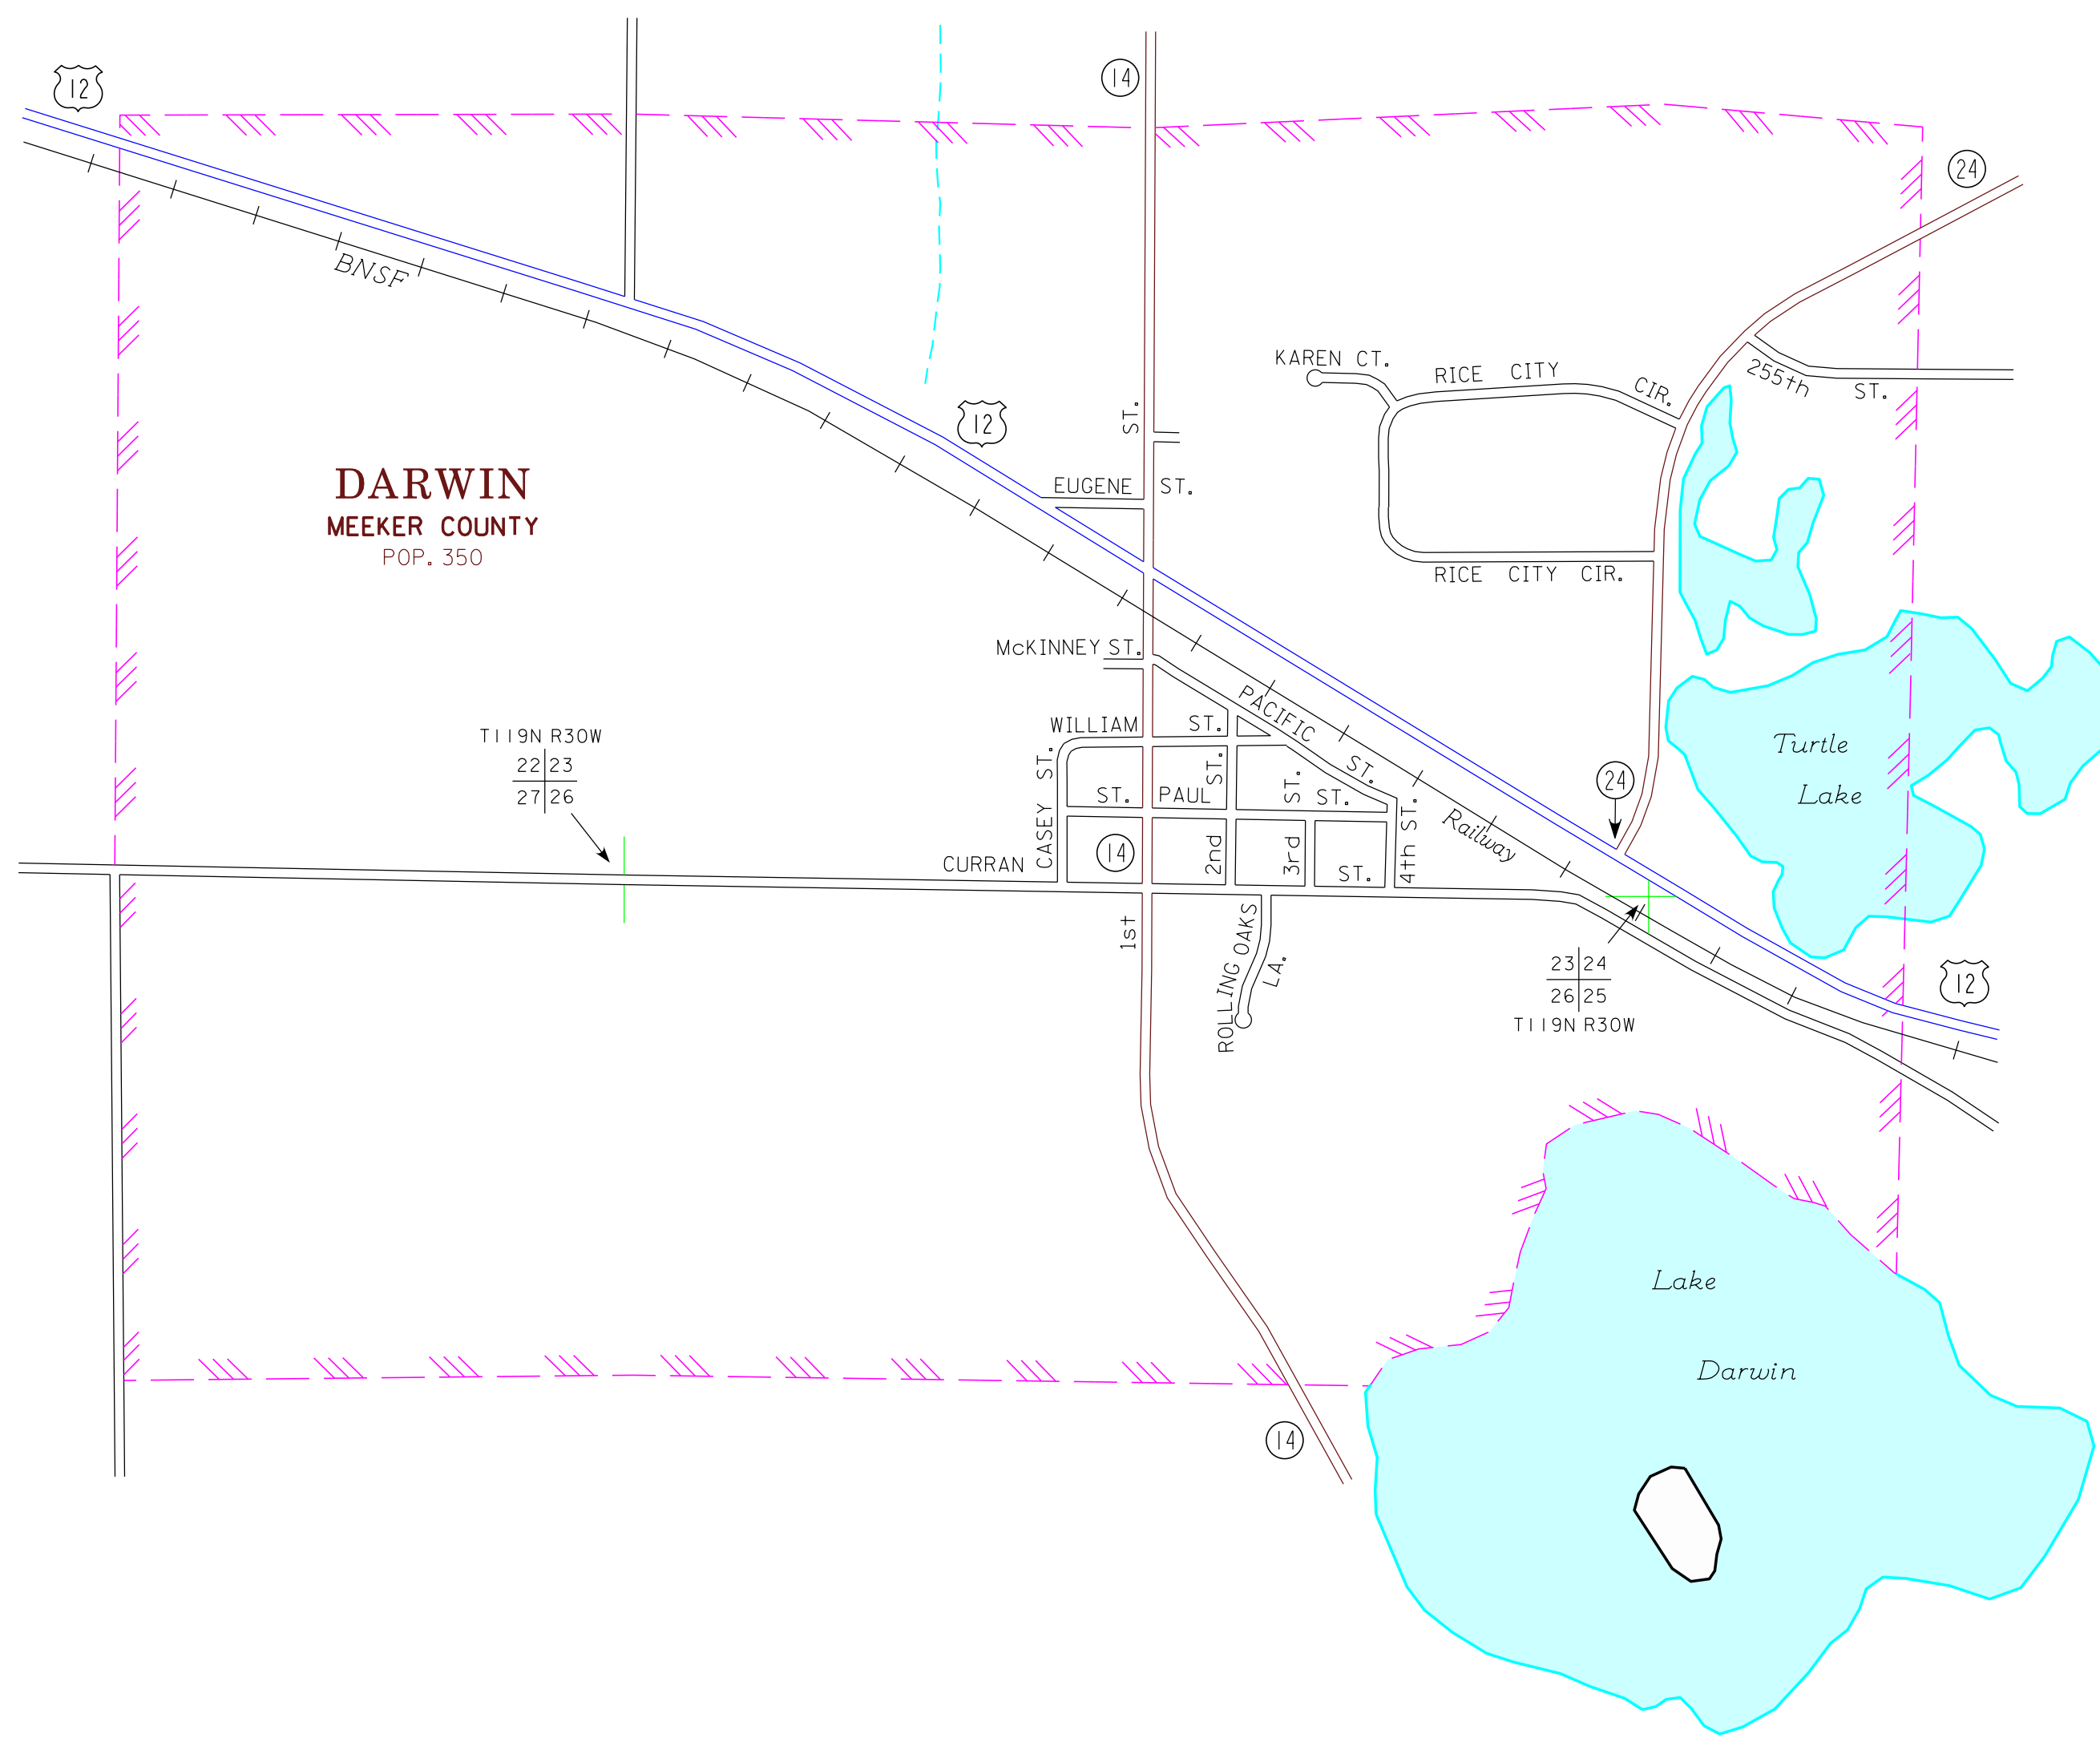 12
14
24
BNSF
KAREN CT.
RICE CITY CIR.
255th ST.
12
ST.
DARWIN
MEEKER COUNTY
POP. 350
EUGENE ST.
RICE CITY CIR.
McKINNEY ST.
PACIFIC ST.
WILLIAM ST.
T119N R30W
22 23
27 26
Turtle
Lake
24
CASEY ST.
ST. PAUL ST.
2nd ST.
3rd ST.
4th ST.
Railway
14
CURRAN ST.
1st
ROLLING OAKS LA.
23 24
26 25
T119N R30W
12
Lake
Darwin
14